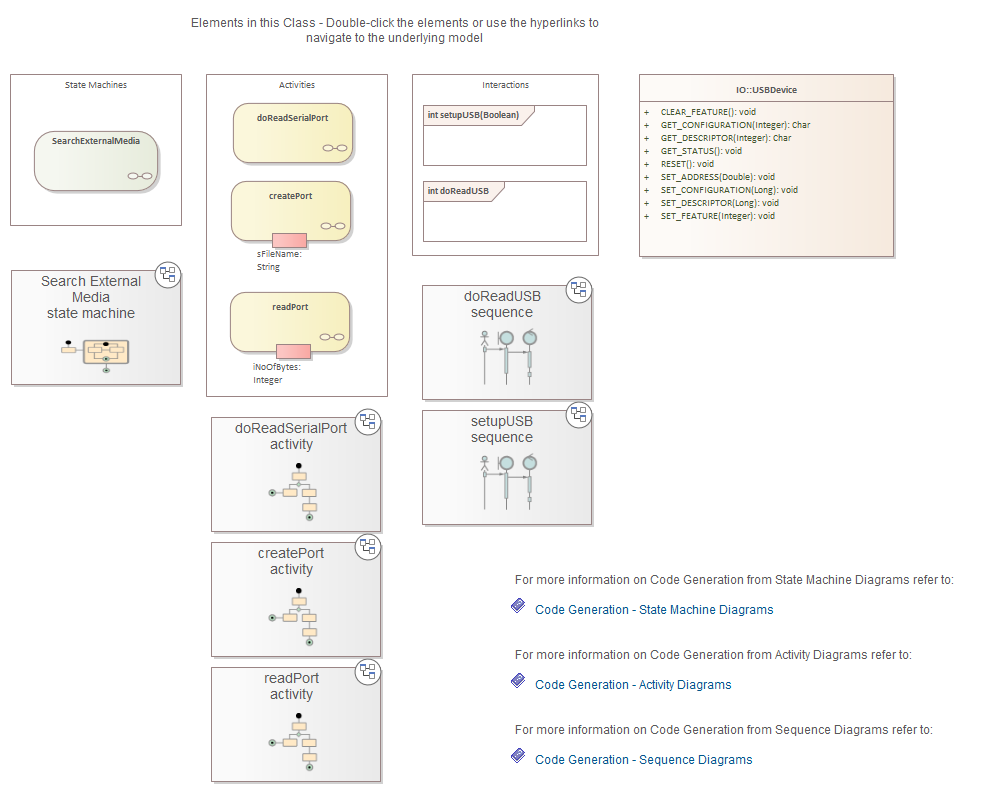 Elements in this Class - Double-click the elements or use the hyperlinks to
navigate to the underlying model
State Machines
SearchExternalMedia
Search External
Media
state machine
Activities
doReadSerialPort
createPort
sFileName:
String
readPort
iNoOfBytes:
Integer
doReadSerialPort
activity
createPort
activity
readPort
activity
Interactions
int setupUSB(Boolean)
int doReadUSB
doReadUSB
sequence
setupUSB
sequence
IO::USBDevice
+ CLEAR_FEATURE(): void
+ GET_CONFIGURATION(Integer): Char
+ GET_DESCRIPTOR(Integer): Char
+ GET_STATUS(): void
+ RESET(): void
+ SET_ADDRESS(Double): void
+ SET_CONFIGURATION(Long): void
+ SET_DESCRIPTOR(Long): void
+ SET_FEATURE(Integer): void
For more information on Code Generation from State Machine Diagrams refer to:
Code Generation - State Machine Diagrams
For more information on Code Generation from Activity Diagrams refer to:
Code Generation - Activity Diagrams
For more information on Code Generation from Sequence Diagrams refer to:
Code Generation - Sequence Diagrams